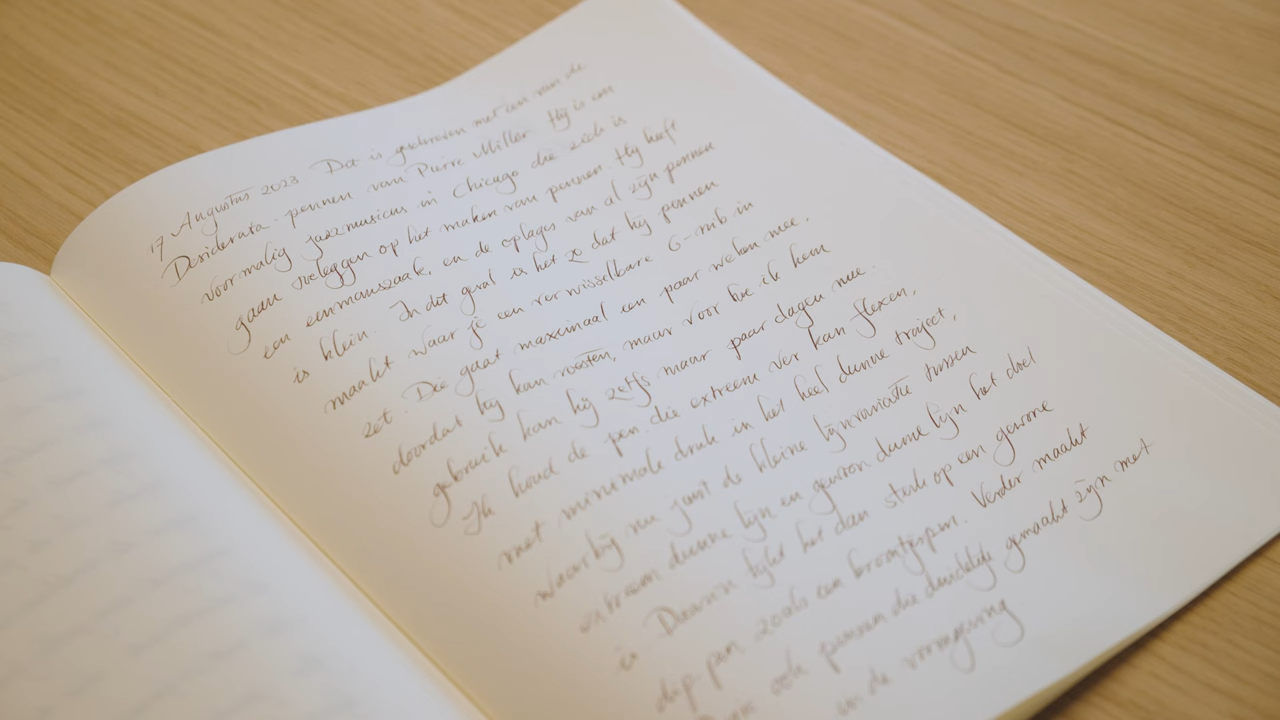 17 Augustus 2023 Dit is geschreven met een van de
Desiderata pennen van Pierre Miller. Hij is een
voormalig jazzmusicus in Chicago die zich is
gaan toeleggen op het maken van pennen. Hij heeft
een eenmanszaak, en de oplages van al zijn pennen
is klein. In dit geval is het ze dat hij pennen
maakt waar je een verwisselbare G-nib in
zet. Die gaat maximaal een paar weken mee,
doordat hij kan roesten, maar voor hoe ik hem
gebruik kan hij zelfs maar paar dagen mee.
Ik houd de pen die extreem ver kan flexen,
met minimale druk in het heel dunne traject,
waarbij nu juist de kleine lijnvariatie tussen
extreem dunne lijn en gewoon dunne lijn het doel
is. Daarin lijkt het dan sterk op een gewone
dip pen zoals een kroontjespen. Verder maakt
ook pennen die duidelijk gemaakt zijn met
in de vormgeving